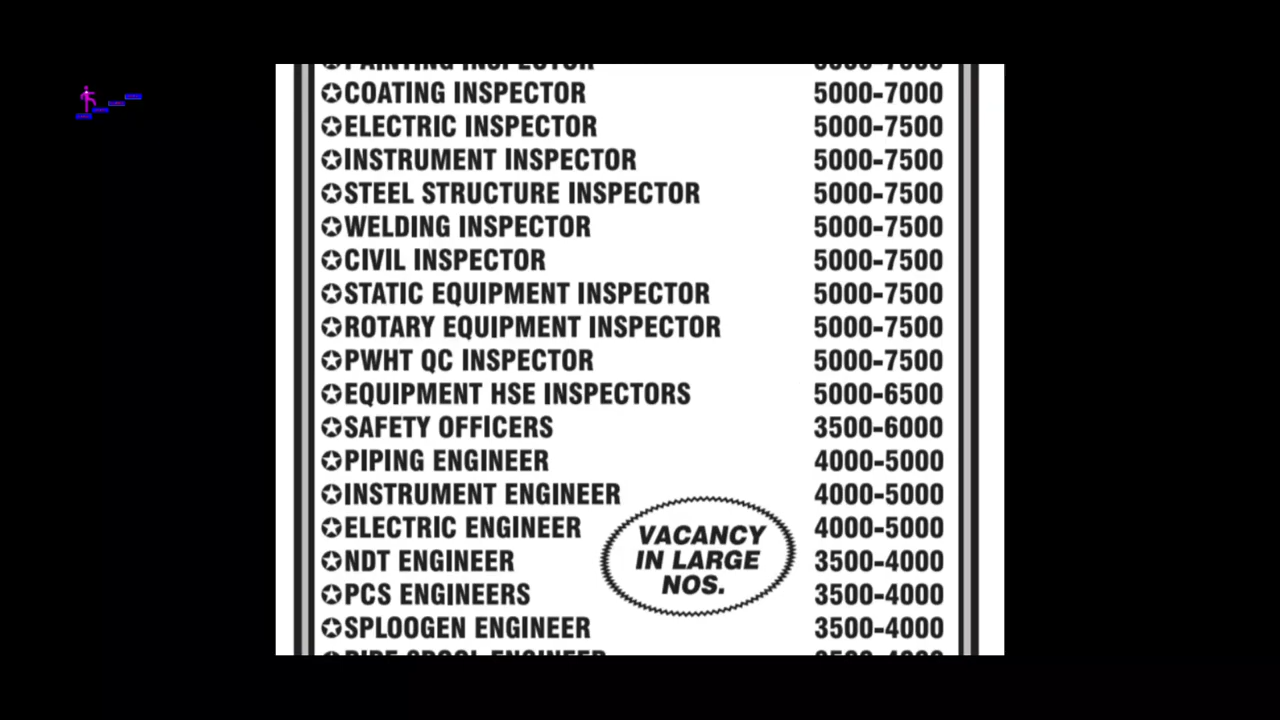 PAINTING INSPECTOR
COATING INSPECTOR 5000-7000
ELECTRIC INSPECTOR 5000-7500
INSTRUMENT INSPECTOR 5000-7500
STEEL STRUCTURE INSPECTOR 5000-7500
WELDING INSPECTOR 5000-7500
CIVIL INSPECTOR 5000-7500
STATIC EQUIPMENT INSPECTOR 5000-7500
ROTARY EQUIPMENT INSPECTOR 5000-7500
PWHT QC INSPECTOR 5000-7500
EQUIPMENT HSE INSPECTORS 5000-6500
SAFETY OFFICERS 3500-6000
PIPING ENGINEER 4000-5000
INSTRUMENT ENGINEER 4000-5000
ELECTRIC ENGINEER 4000-5000
NDT ENGINEER 3500-4000
PCS ENGINEERS 3500-4000
SPLOOGEN ENGINEER 3500-4000
VACANCY
IN LARGE
NOS.